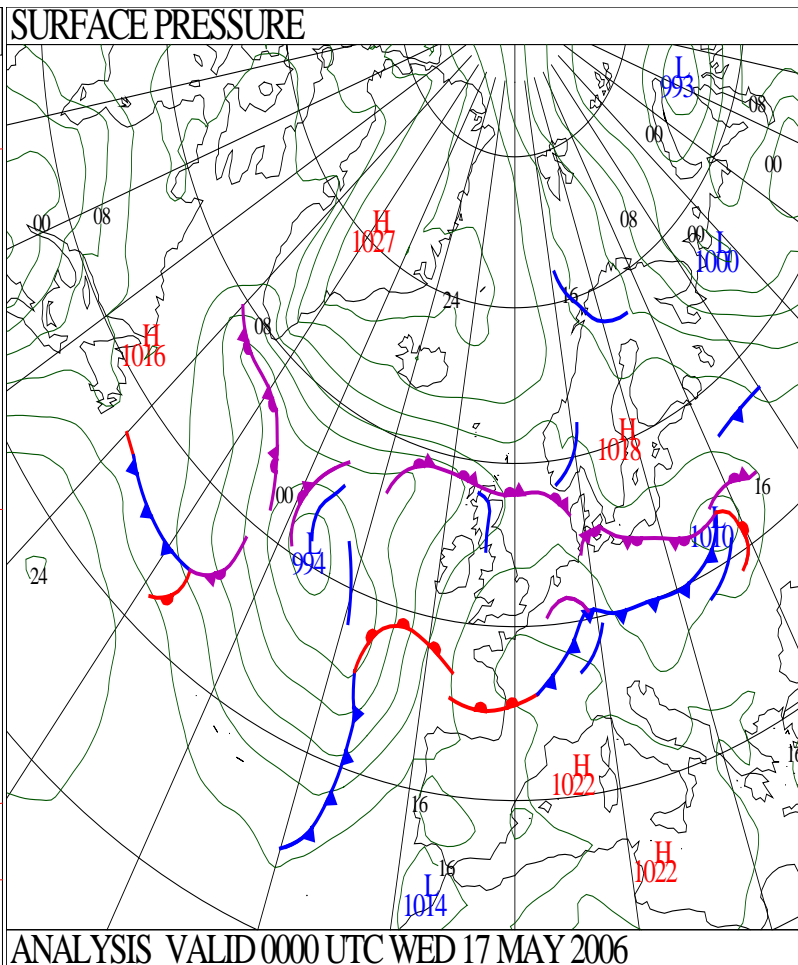 SURFACE PRESSURE
L
993
08
00
00
00
08
08
H
1027
00
L
1000
24
16
08
H
1016
H
1018
00
16
L
994
L
1010
24
16
H
1022
16
16
H
1022
L
1014
ANALYSIS VALID 0000 UTC WED 17 MAY 2006